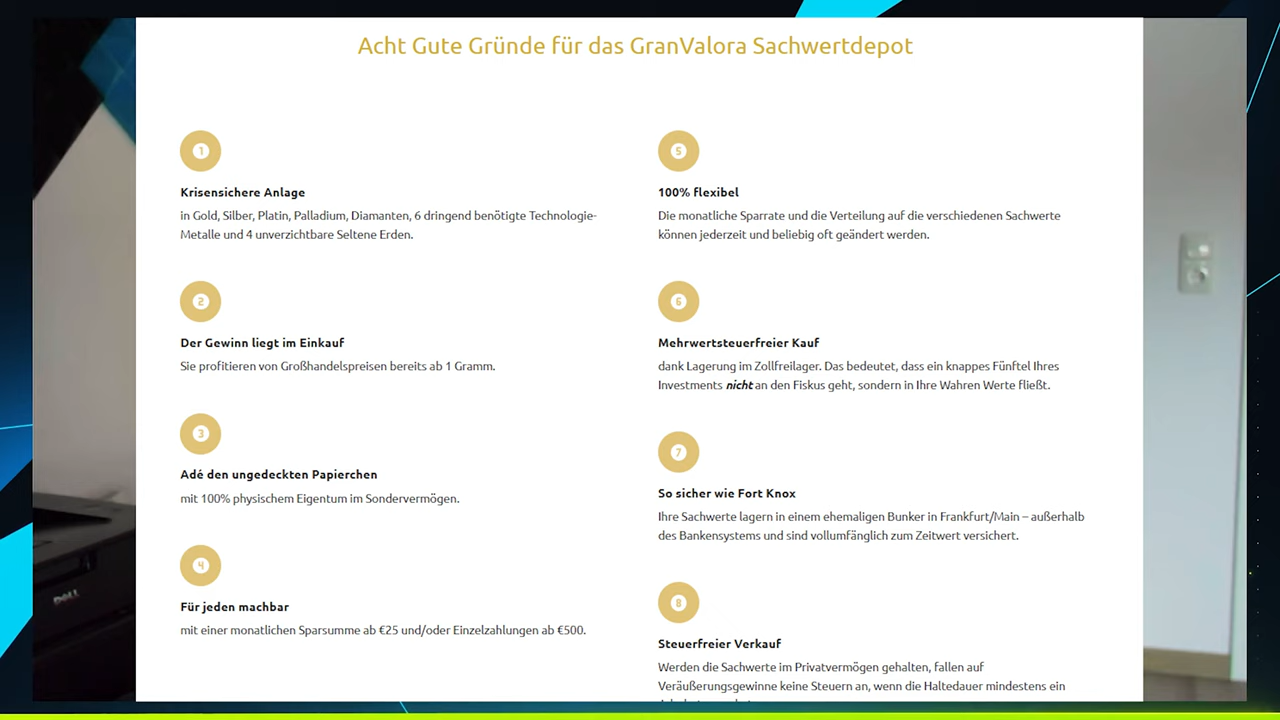 Acht Gute Gründe für das GranValora Sachwertdepot
1
Krisensichere Anlage
in Gold, Silber, Platin, Palladium, Diamanten, 6 dringend benötigte Technologie-
Metalle und 4 unverzichtbare Seltene Erden.
2
Der Gewinn liegt im Einkauf
Sie profitieren von Großhandelspreisen bereits ab 1 Gramm.
3
Adé den ungedeckten Papierchen
mit 100% physischem Eigentum im Sondervermögen.
4
Für jeden machbar
mit einer monatlichen Sparsumme ab €25 und/oder Einzelzahlungen ab €500.
5
100% flexibel
Die monatliche Sparrate und die Verteilung auf die verschiedenen Sachwerte
können jederzeit und beliebig oft geändert werden.
6
Mehrwertsteuerfreier Kauf
dank Lagerung im Zollfreilager. Das bedeutet, dass ein knappes Fünftel Ihres
Investments nicht an den Fiskus geht, sondern in Ihre Wahren Werte fließt.
7
So sicher wie Fort Knox
Ihre Sachwerte lagern in einem ehemaligen Bunker in Frankfurt/Main – außerhalb
des Bankensystems und sind vollumfänglich zum Zeitwert versichert.
8
Steuerfreier Verkauf
Werden die Sachwerte im Privatvermögen gehalten, fallen auf
Veräußerungsgewinne keine Steuern an, wenn die Haltedauer mindestens ein
DELL